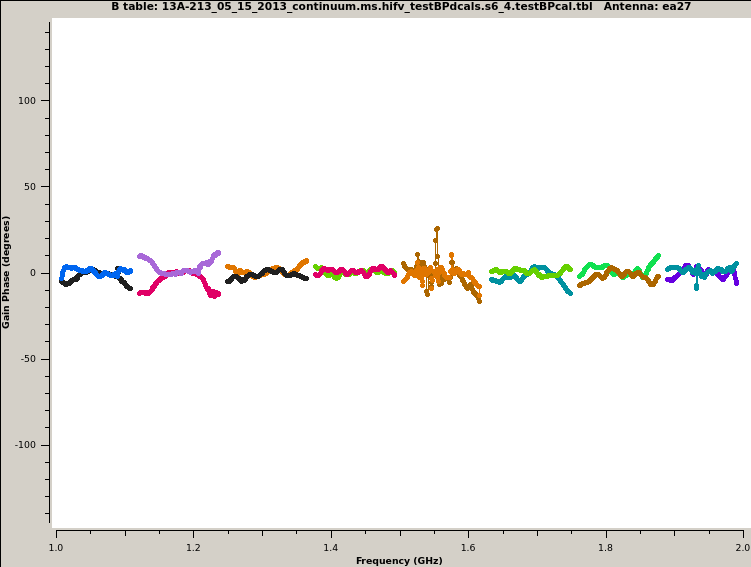 B table: 13A-213_05_15_2013_continuum.ms.hifv_testBPdcals.s6_4.testBPcal.tbl   Antenna: ea27
Gain Phase (degrees)
100
50
0
-50
-100
1.0 1.2 1.4 1.6 1.8 2.0
Frequency (GHz)